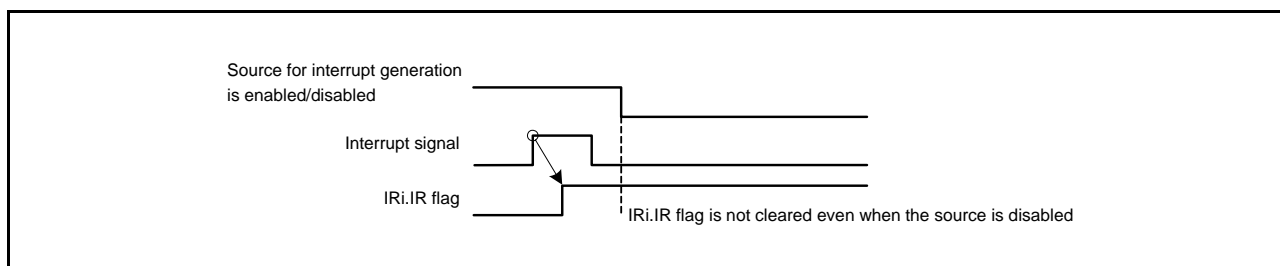 Source for interrupt generation
is enabled/disabled
Interrupt signal
IRi.IR flag
IRi.IR flag is not cleared even when the source is disabled